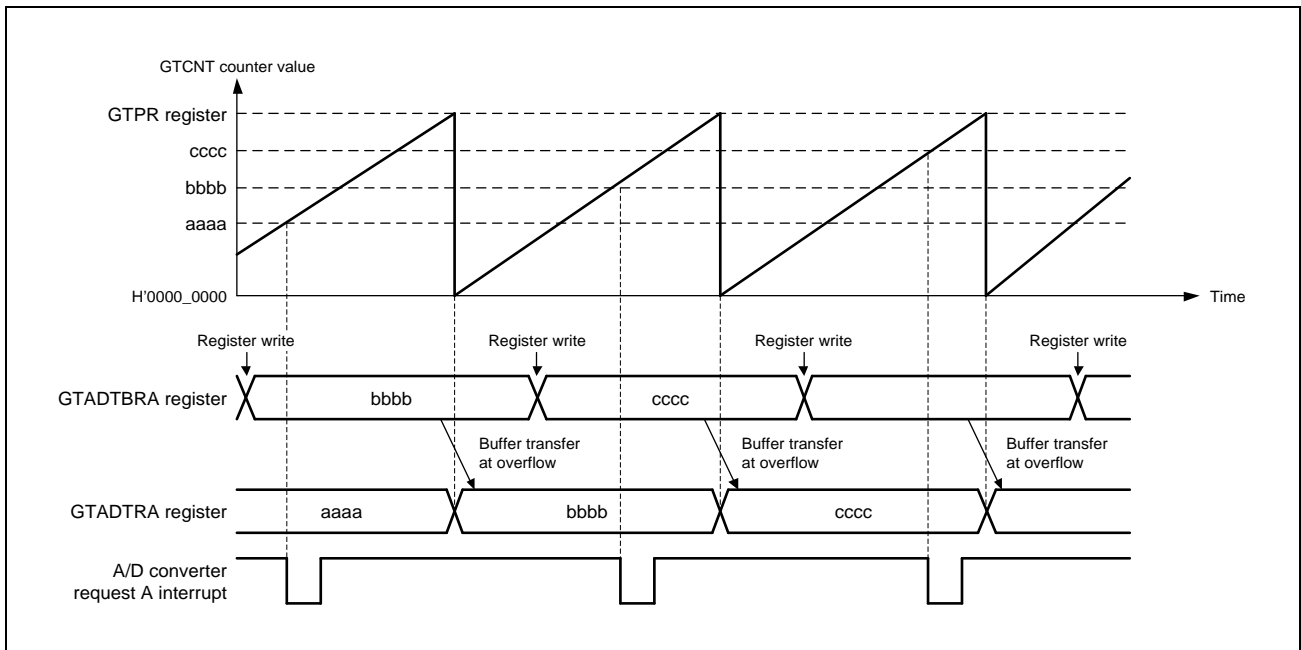 GTCNT counter value
GTPR register
cccc
bbbb
aaaa
H'0000_0000
Time
Register write
Register write
Register write
Register write
GTADTBRA register
bbbb
cccc
Buffer transfer
at overflow
Buffer transfer
at overflow
Buffer transfer
at overflow
GTADTRA register
aaaa
bbbb
cccc
A/D converter
request A interrupt